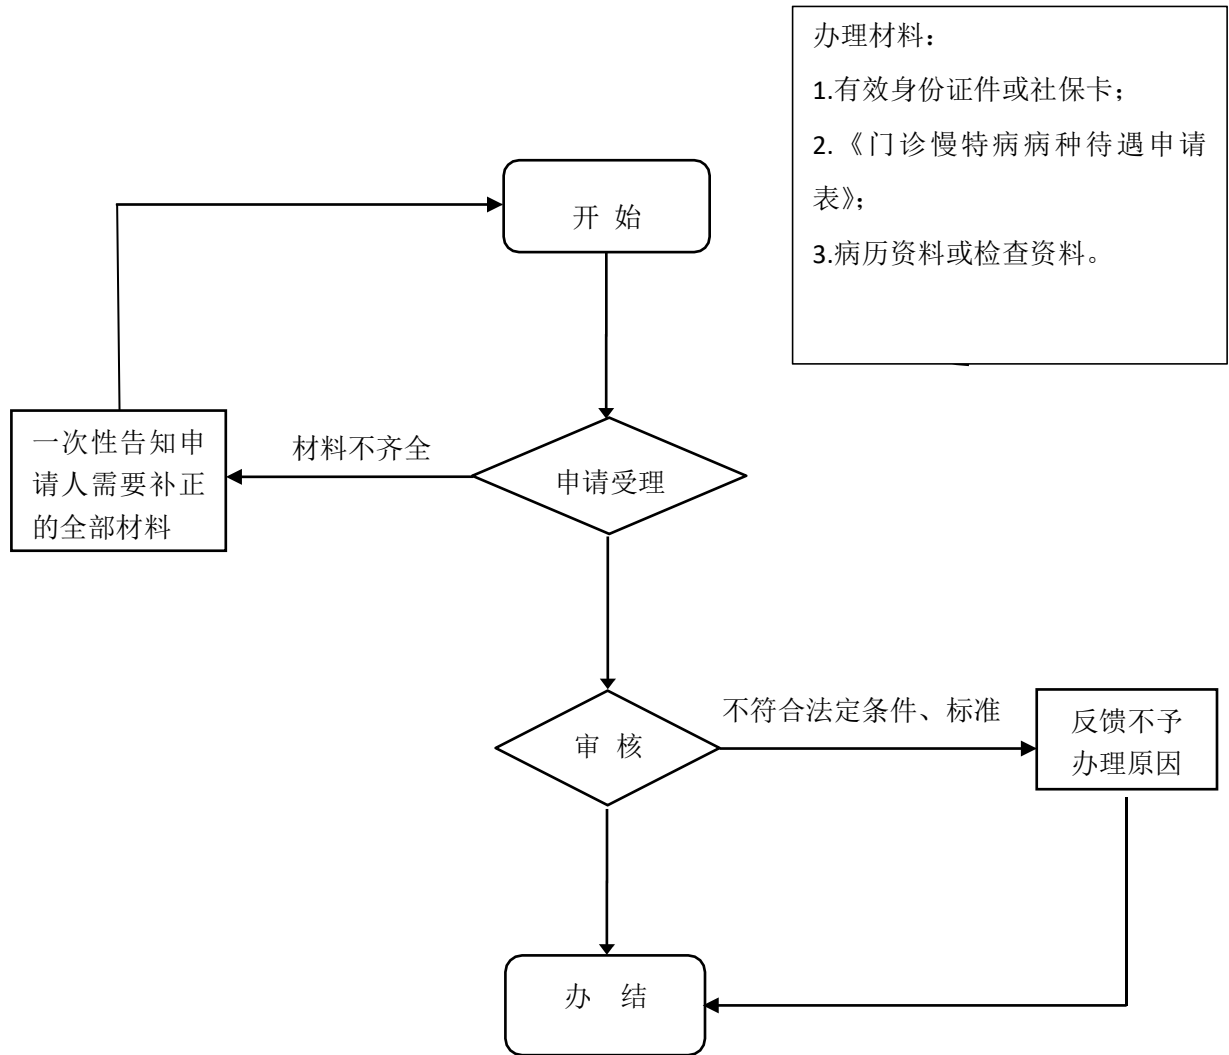 办理材料：
1.有效身份证件或社保卡；
2.《门诊慢特病病种待遇申请
表》；
3.病历资料或检查资料。
开 始
一次性告知申
请人需要补正
的全部材料
材料不齐全
申请受理
不符合法定条件、标准
审 核
反馈不予
办理原因
办 结